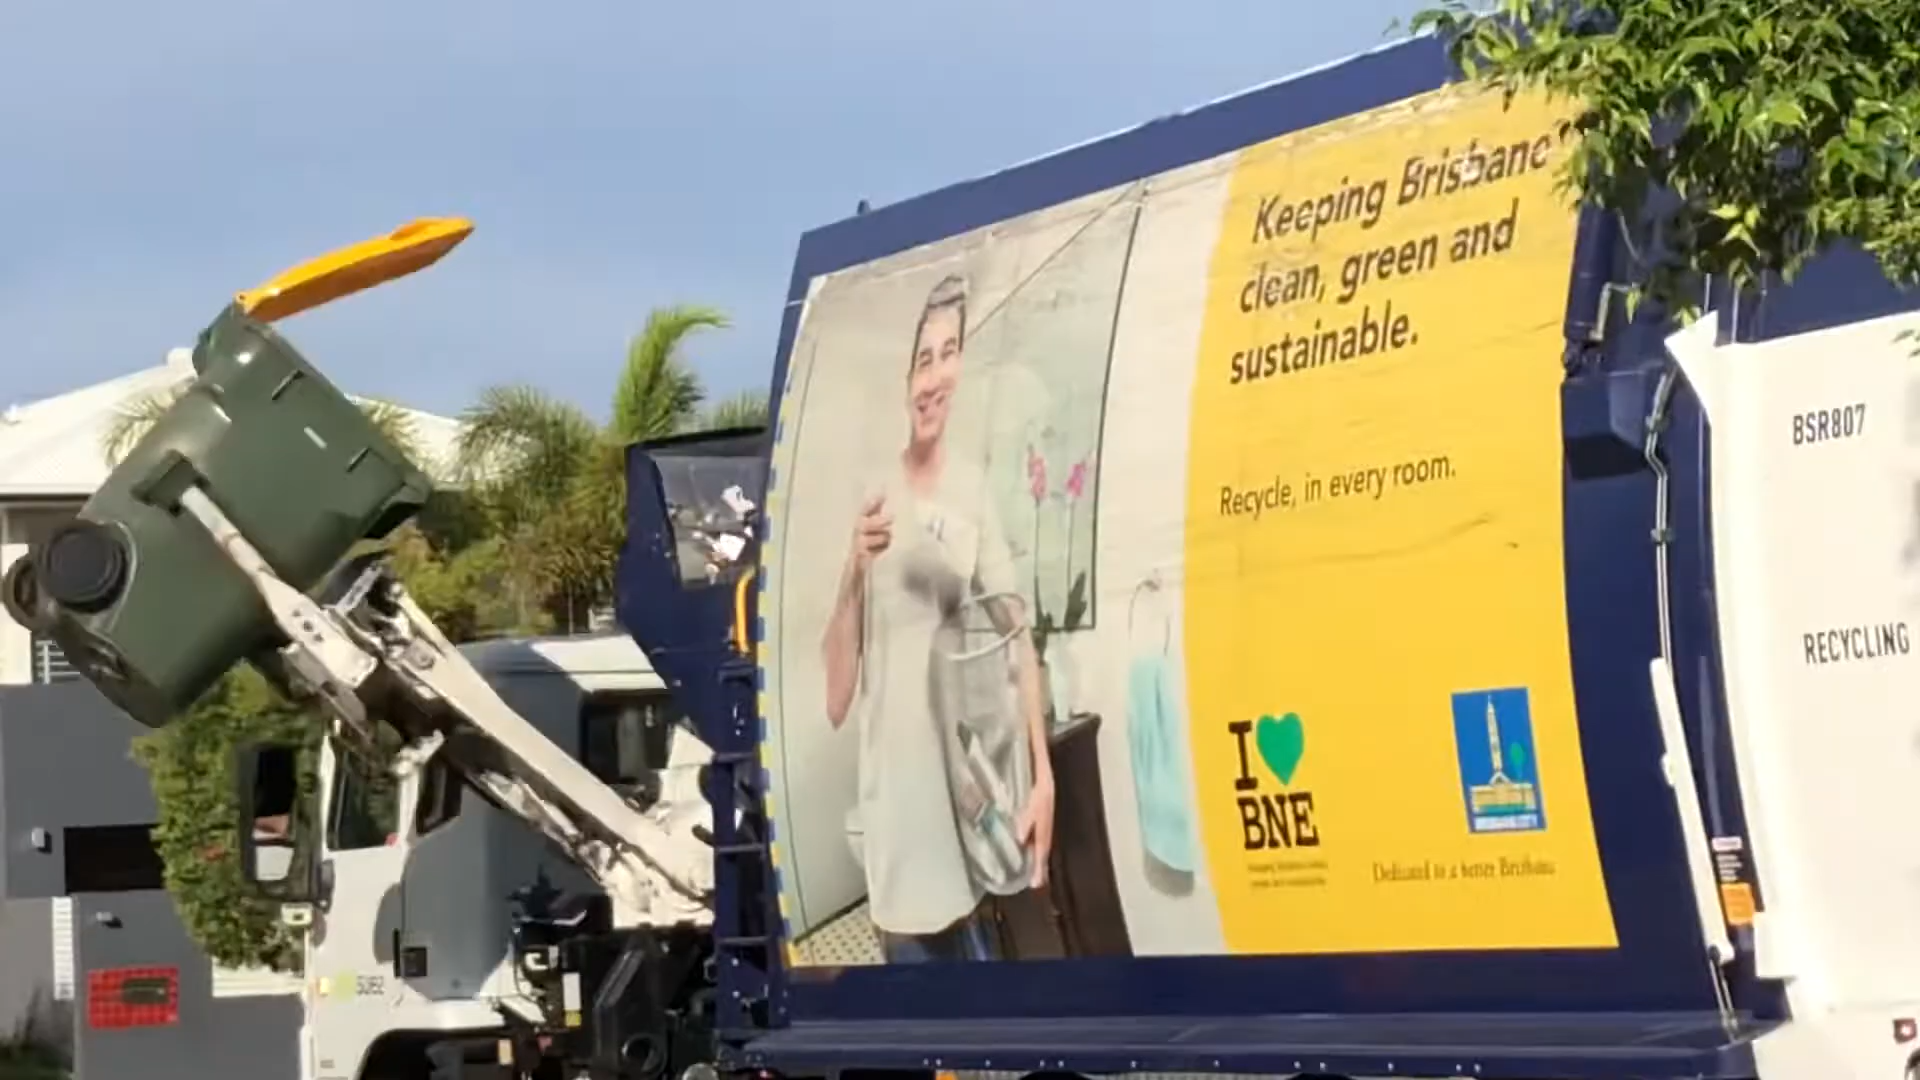 Keeping Brisbane
clean, green and
sustainable.
Recycle, in every room.
I
BNE
Dedicated to a better Brisbane
BSR807
RECYCLING